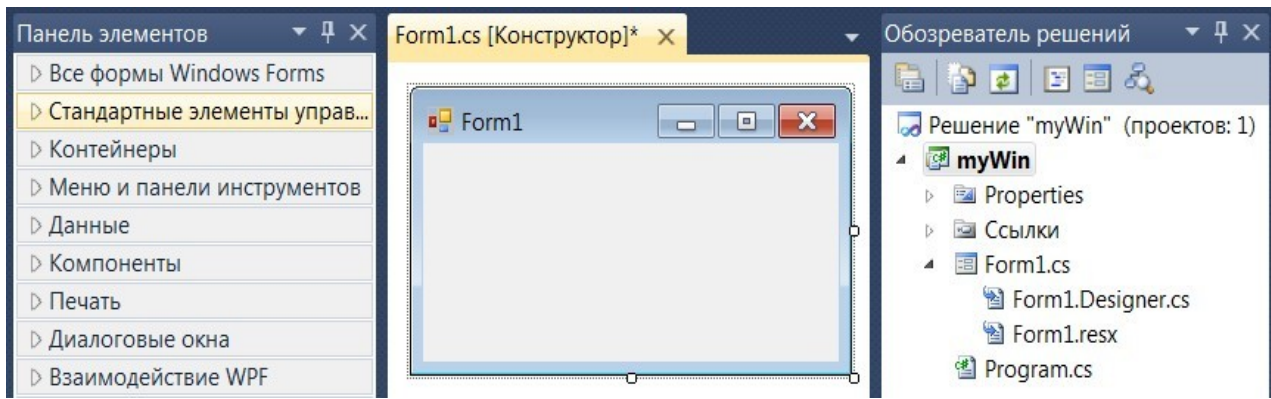 Панель элементов
Все формы Windows Forms
Стандартные элементы управ...
Контейнеры
Меню и панели инструментов
Данные
Компоненты
Печать
Диалоговые окна
Взаимодействие WPF
Form1.cs [Конструктор]*
Form1
Обозреватель решений
Решение "myWin" (проектов: 1)
myWin
Properties
Ссылки
Form1.cs
Form1.Designer.cs
Form1.resx
Program.cs